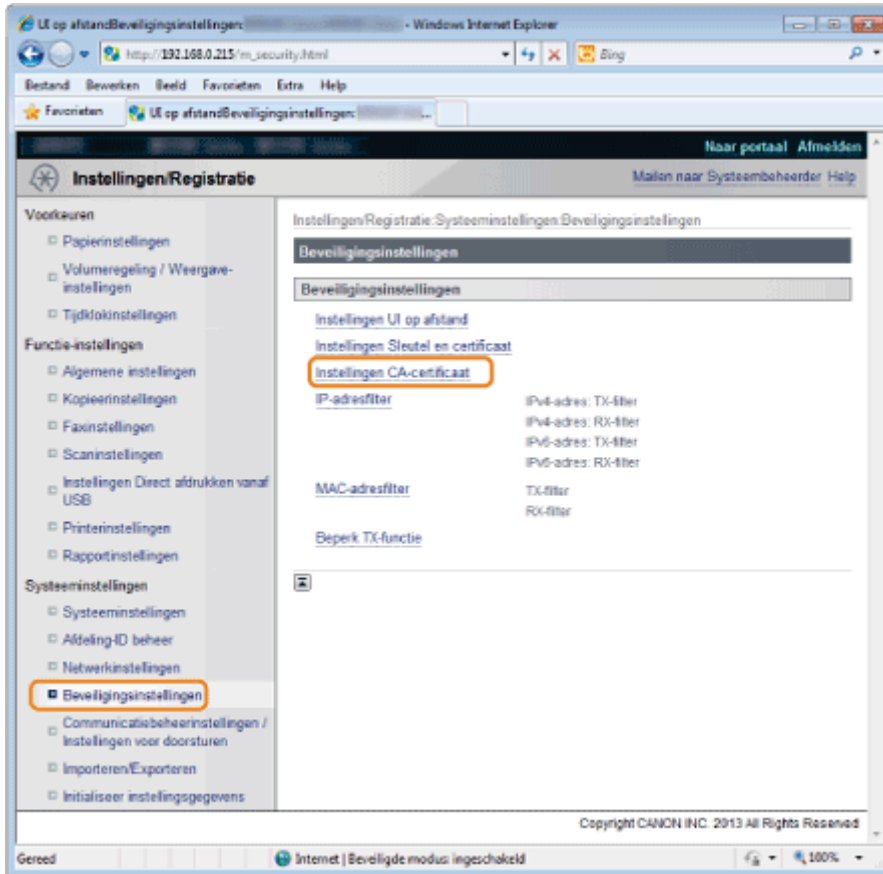 UI op afstandBeveiligingsinstellingen: - Windows Internet Explorer
http://192.168.0.215/m_security.html
Bing
Bestand Bewerken Beeld Favorieten Extra Help
Favorieten UI op afstandBeveiligingsinstellingen: ...
Naar portaal Afmelden
Instellingen/Registratie
Mailen naar Systeembeheerder Help
Voorkeuren
Papierinstellingen
Volumeregeling / Weergave-
instellingen
Tijdklokinstellingen
Functie-instellingen
Algemene instellingen
Kopieerinstellingen
Faxinstellingen
Scaninstellingen
Instellingen Direct afdrukken vanaf
USB
Printerinstellingen
Rapportinstellingen
Systeeminstellingen
Systeeminstellingen
Afdeling-ID beheer
Netwerkinstellingen
Beveiligingsinstellingen
Communicatiebeheerinstellingen /
Instellingen voor doorsturen
Importeren/Exporteren
Initialiseer instellingsgegevens
Instellingen/Registratie:Systeeminstellingen:Beveiligingsinstellingen
Beveiligingsinstellingen
Beveiligingsinstellingen
Instellingen UI op afstand
Instellingen Sleutel en certificaat
Instellingen CA-certificaat
IP-adresfilter
IPv4-adres: TX-filter
IPv4-adres: RX-filter
IPv6-adres: TX-filter
IPv6-adres: RX-filter
MAC-adresfilter
TX-filter
RX-filter
Beperk TX-functie
Copyright CANON INC. 2013 All Rights Reserved
Gereed
Internet | Beveiligde modus: ingeschakeld
100%